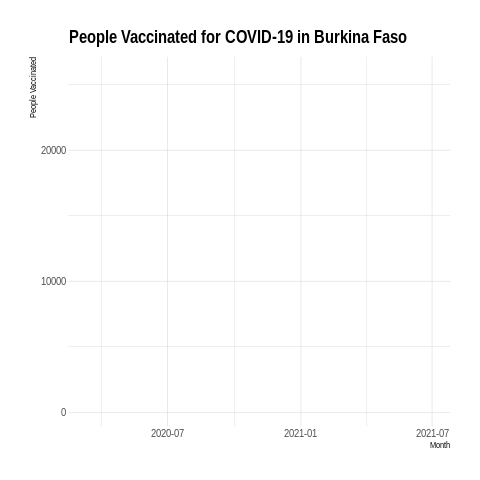 People Vaccinated for COVID-19 in Burkina Faso
People Vaccinated
20000
10000
0
2020-07 2021-01 2021-07
Month